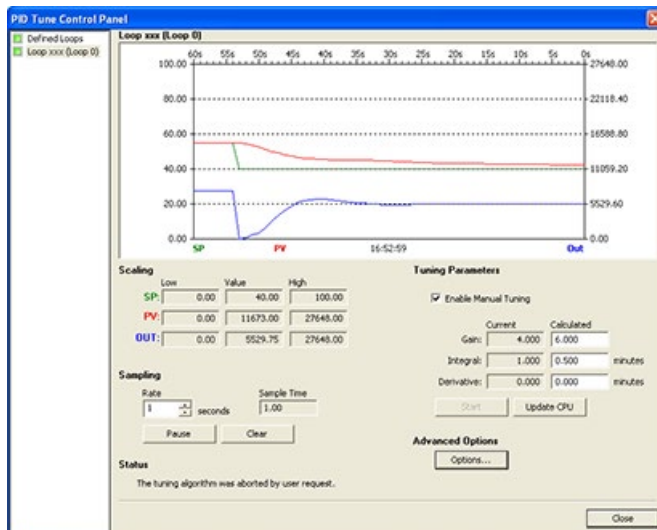 PID Tune Control Panel
Defined Loops
Loop xxx (Loop 0)
Loop xxx (Loop 0)
60s 55s 50s 45s 40s 35s 30s 25s 20s 15s 10s 5s 0s
100.00 27648.00
80.00 22118.40
60.00 16588.80
40.00 11059.20
20.00 5529.60
0.00 0.00
SP PV 16:52:59 Out
Scaling
Low Value High
SP: 0.00 40.00 100.00
PV: 0.00 11673.00 27648.00
OUT: 0.00 5529.75 27648.00
Sampling
Rate Sample Time
1 seconds 1.00
Pause Clear
Status
The tuning algorithm was aborted by user request.
Tuning Parameters
Enable Manual Tuning
Current Calculated
Gain: 4.000 6.000
Integral: 1.000 0.500 minutes
Derivative: 0.000 0.000 minutes
Start Update CPU
Advanced Options
Options...
Close